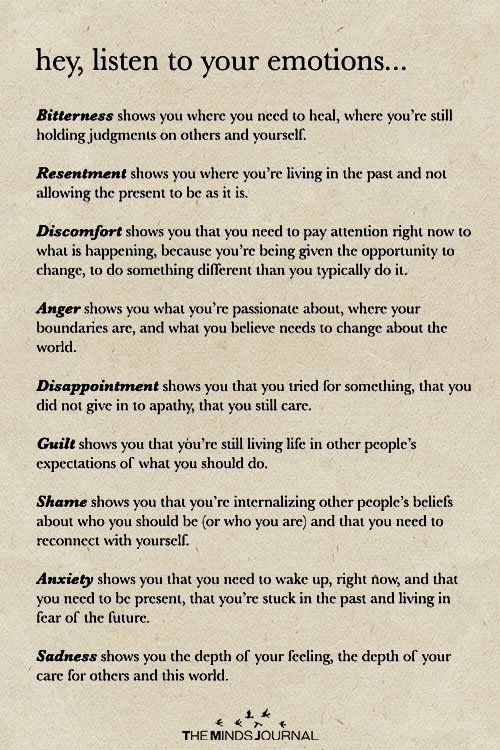 hey, listen to your emotions...
Bitterness shows you where you need to heal, where you're still
holding judgments on others and yourself.
Resentment shows you where you're living in the past and not
allowing the present to be as it is.
Discomfort shows you that you need to pay attention right now to
what is happening, because you're being given the opportunity to
change, to do something different than you typically do it.
Anger shows you what you're passionate about, where your
boundaries are, and what you believe needs to change about the
world.
Disappointment shows you that you tried for something, that you
did not give in to apathy, that you still care.
Guilt shows you that you're still living life in other people's
expectations of what you should do.
Shame shows you that you're internalizing other people's beliefs
about who you should be (or who you are) and that you need to
reconnect with yourself.
Anxiety shows you that you need to wake up, right now, and that
you need to be present, that you're stuck in the past and living in
fear of the future.
Sadness shows you the depth of your feeling, the depth of your
care for others and this world.
THE MINDS JOURNAL